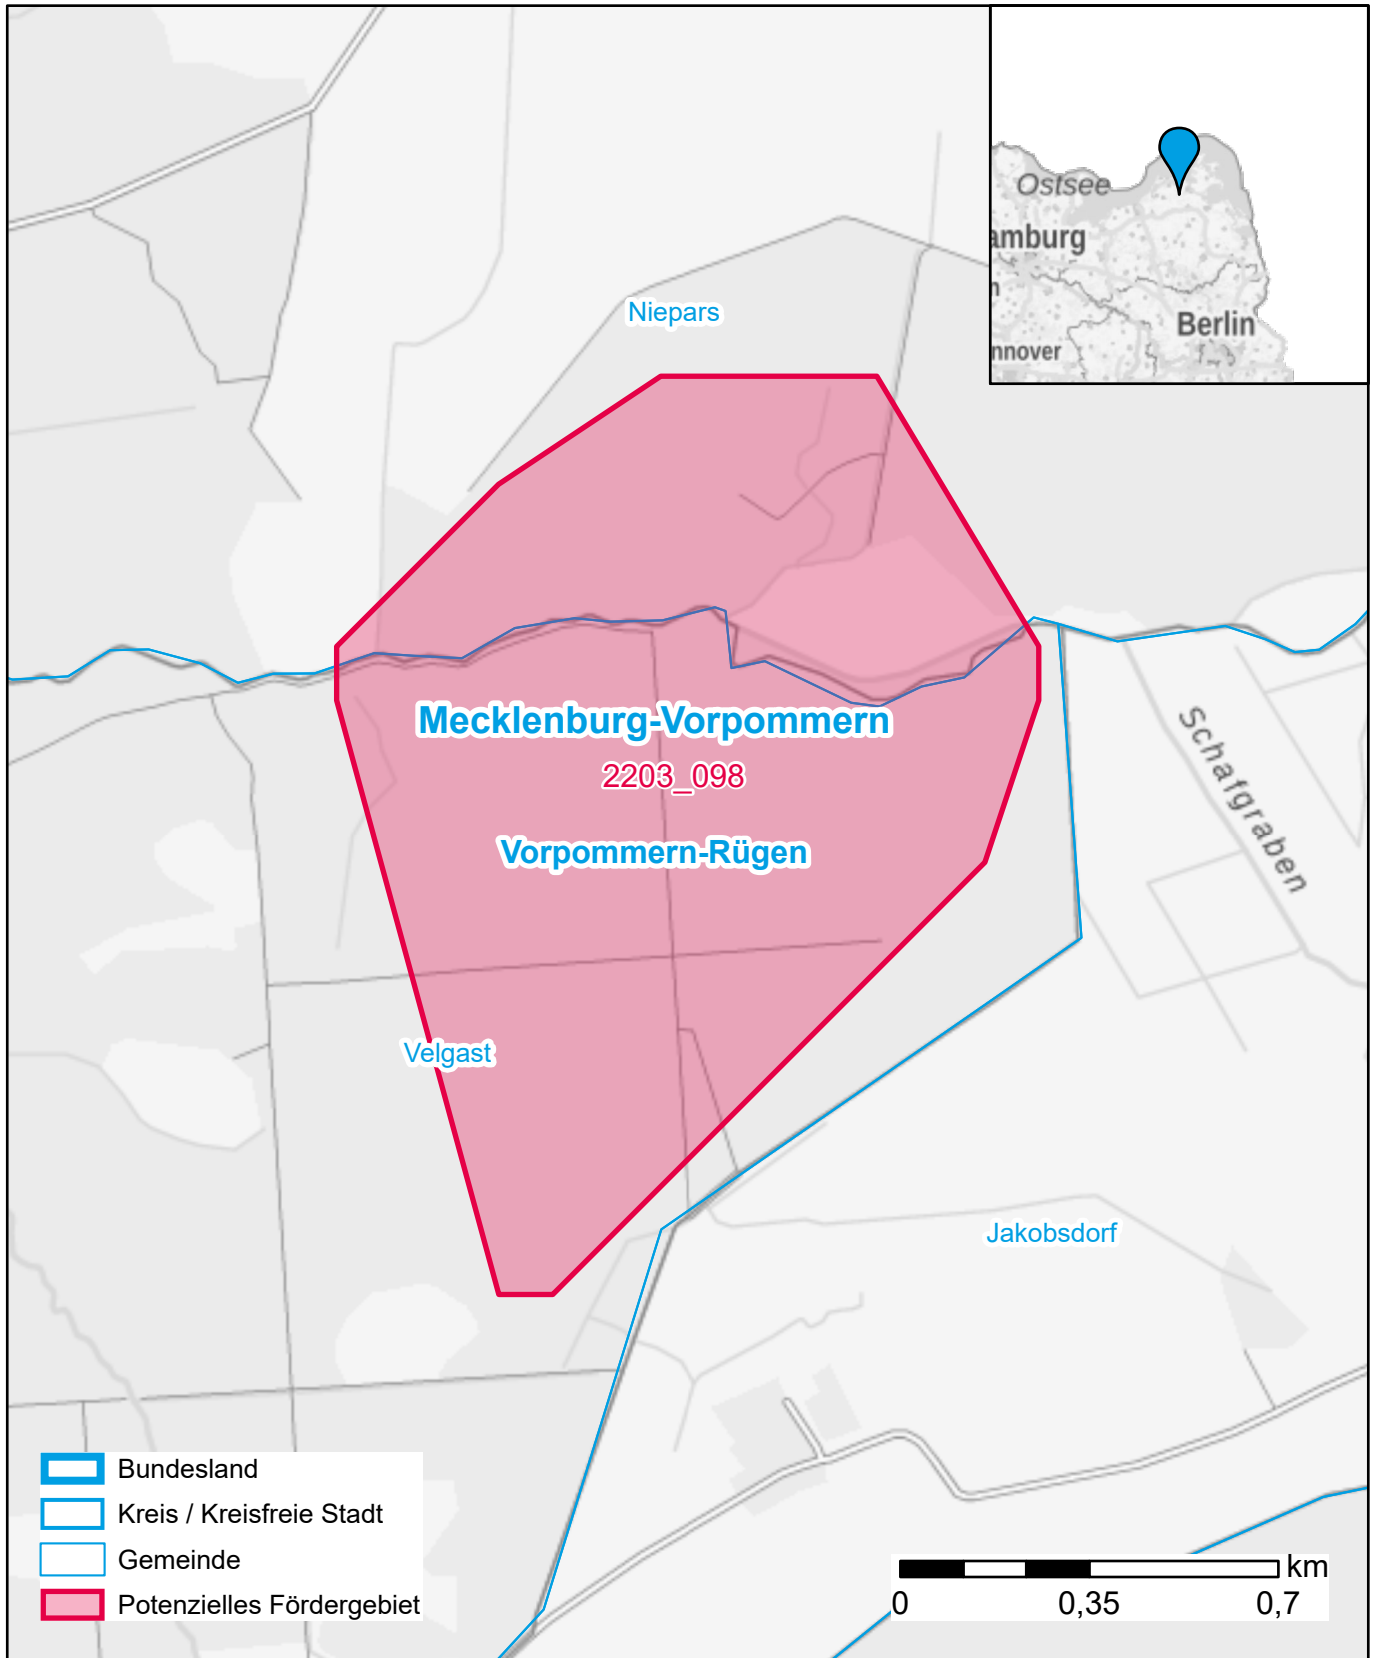 Ostsee
amburg
n
Berlin
nnover
Niepars
Mecklenburg-Vorpommern
2203_098
Vorpommern-Rügen
Schafgraben
Velgast
Jakobsdorf
Bundesland
Kreis / Kreisfreie Stadt
Gemeinde
Potenzielles Fördergebiet
km
0 0,35 0,7